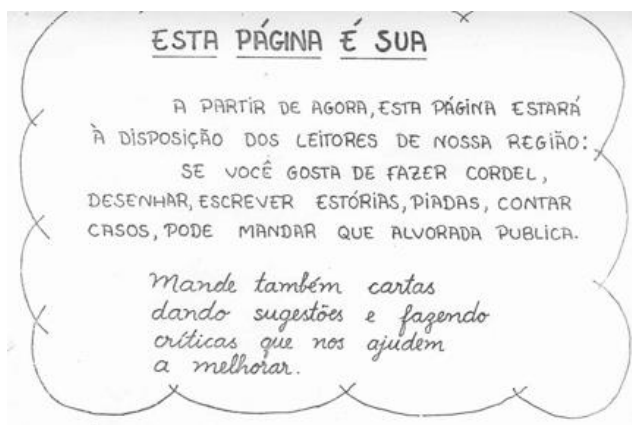 ESTA PÁGINA É SUA
A PARTIR DE AGORA, ESTA PÁGINA ESTARÁ
À DISPOSIÇÃO DOS LEITORES DE NOSSA REGIÃO:
SE VOCÊ GOSTA DE FAZER CORDEL,
DESENHAR, ESCREVER ESTÓRIAS, PIADAS, CONTAR
CASOS, PODE MANDAR QUE ALVORADA PUBLICA.
Mande também cartas
dando sugestões e fazendo
críticas que nos ajudem
a melhorar.